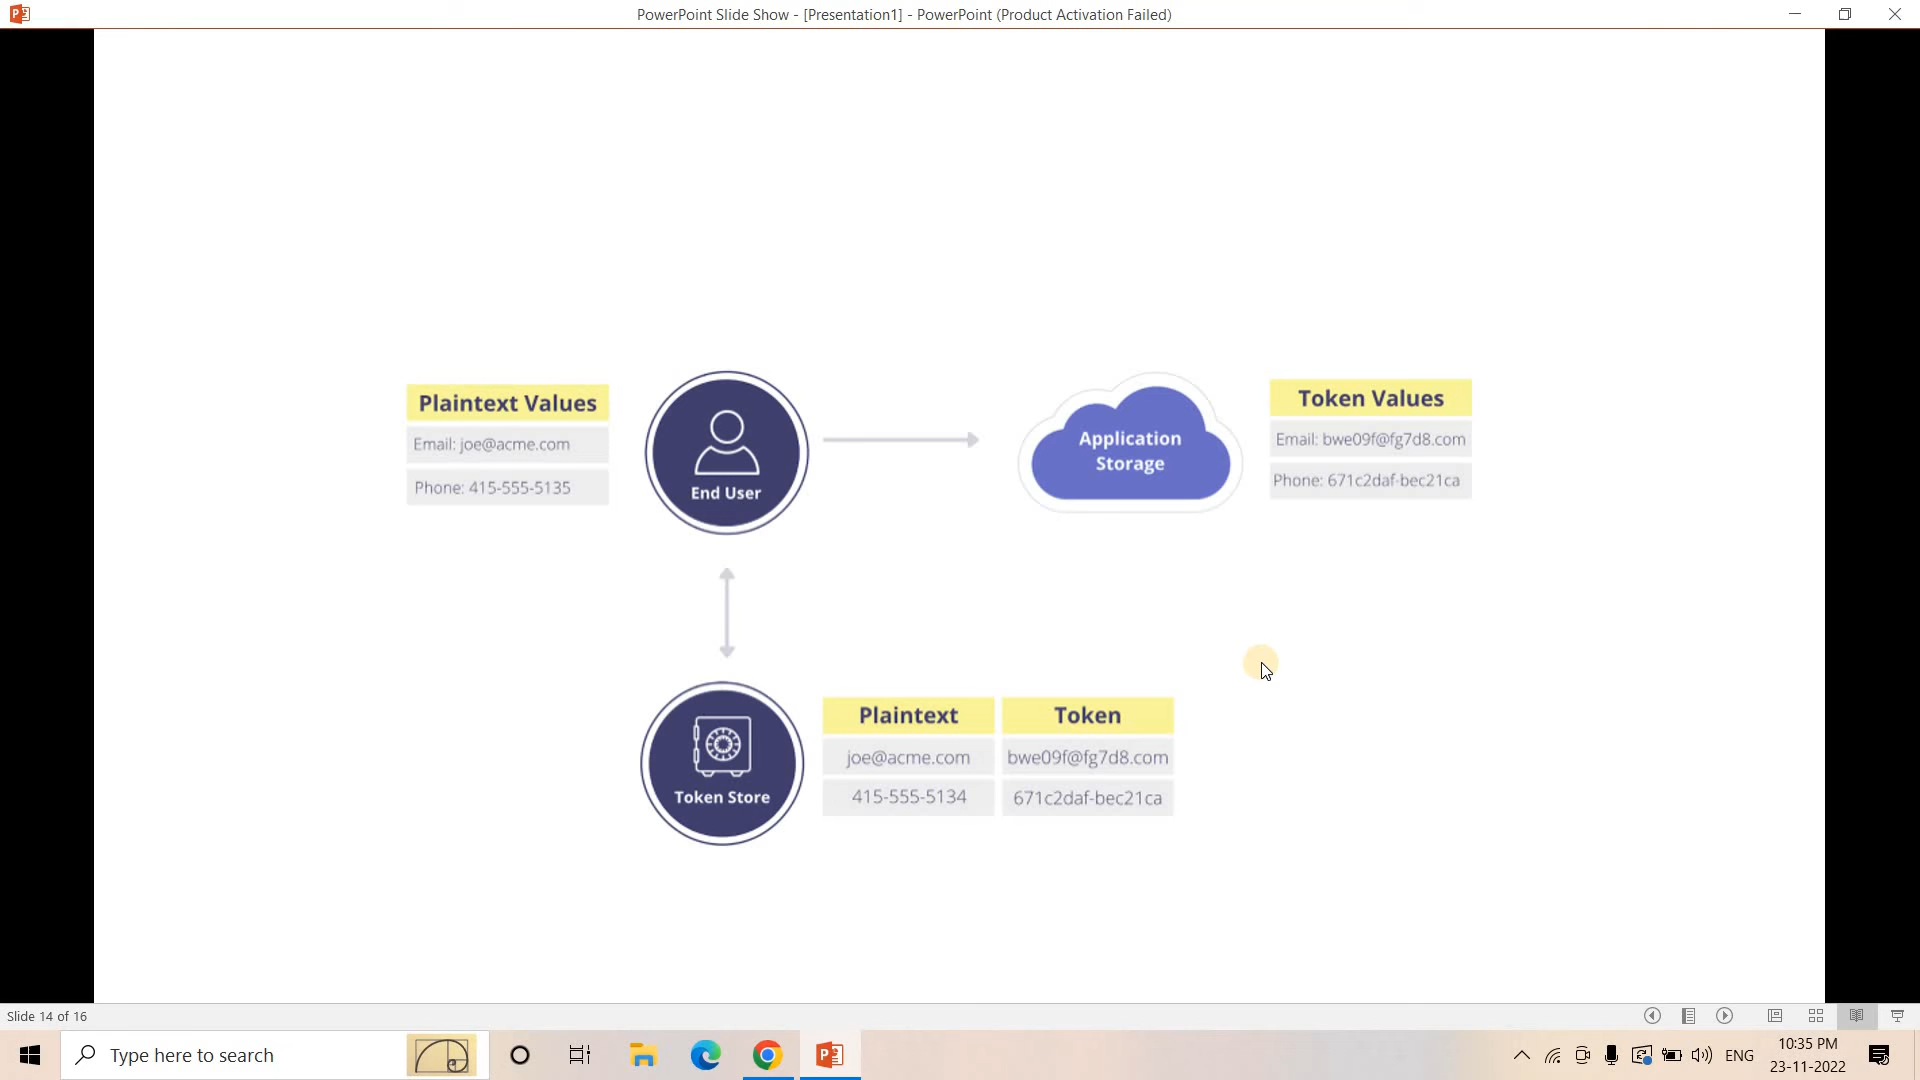 PowerPoint Slide Show - [Presentation1] - PowerPoint (Product Activation Failed)
Plaintext Values
Email: joe@acme.com
Phone: 415-555-5135
End User
Application
Storage
Token Values
Email: bwe09f@fg7d8.com
Phone: 671c2daf-bec21ca
Token Store
Plaintext Token
joe@acme.com bwe09f@fg7d8.com
415-555-5134 671c2daf-bec21ca
Slide 14 of 16
Type here to search
ENG
10:35 PM
23-11-2022